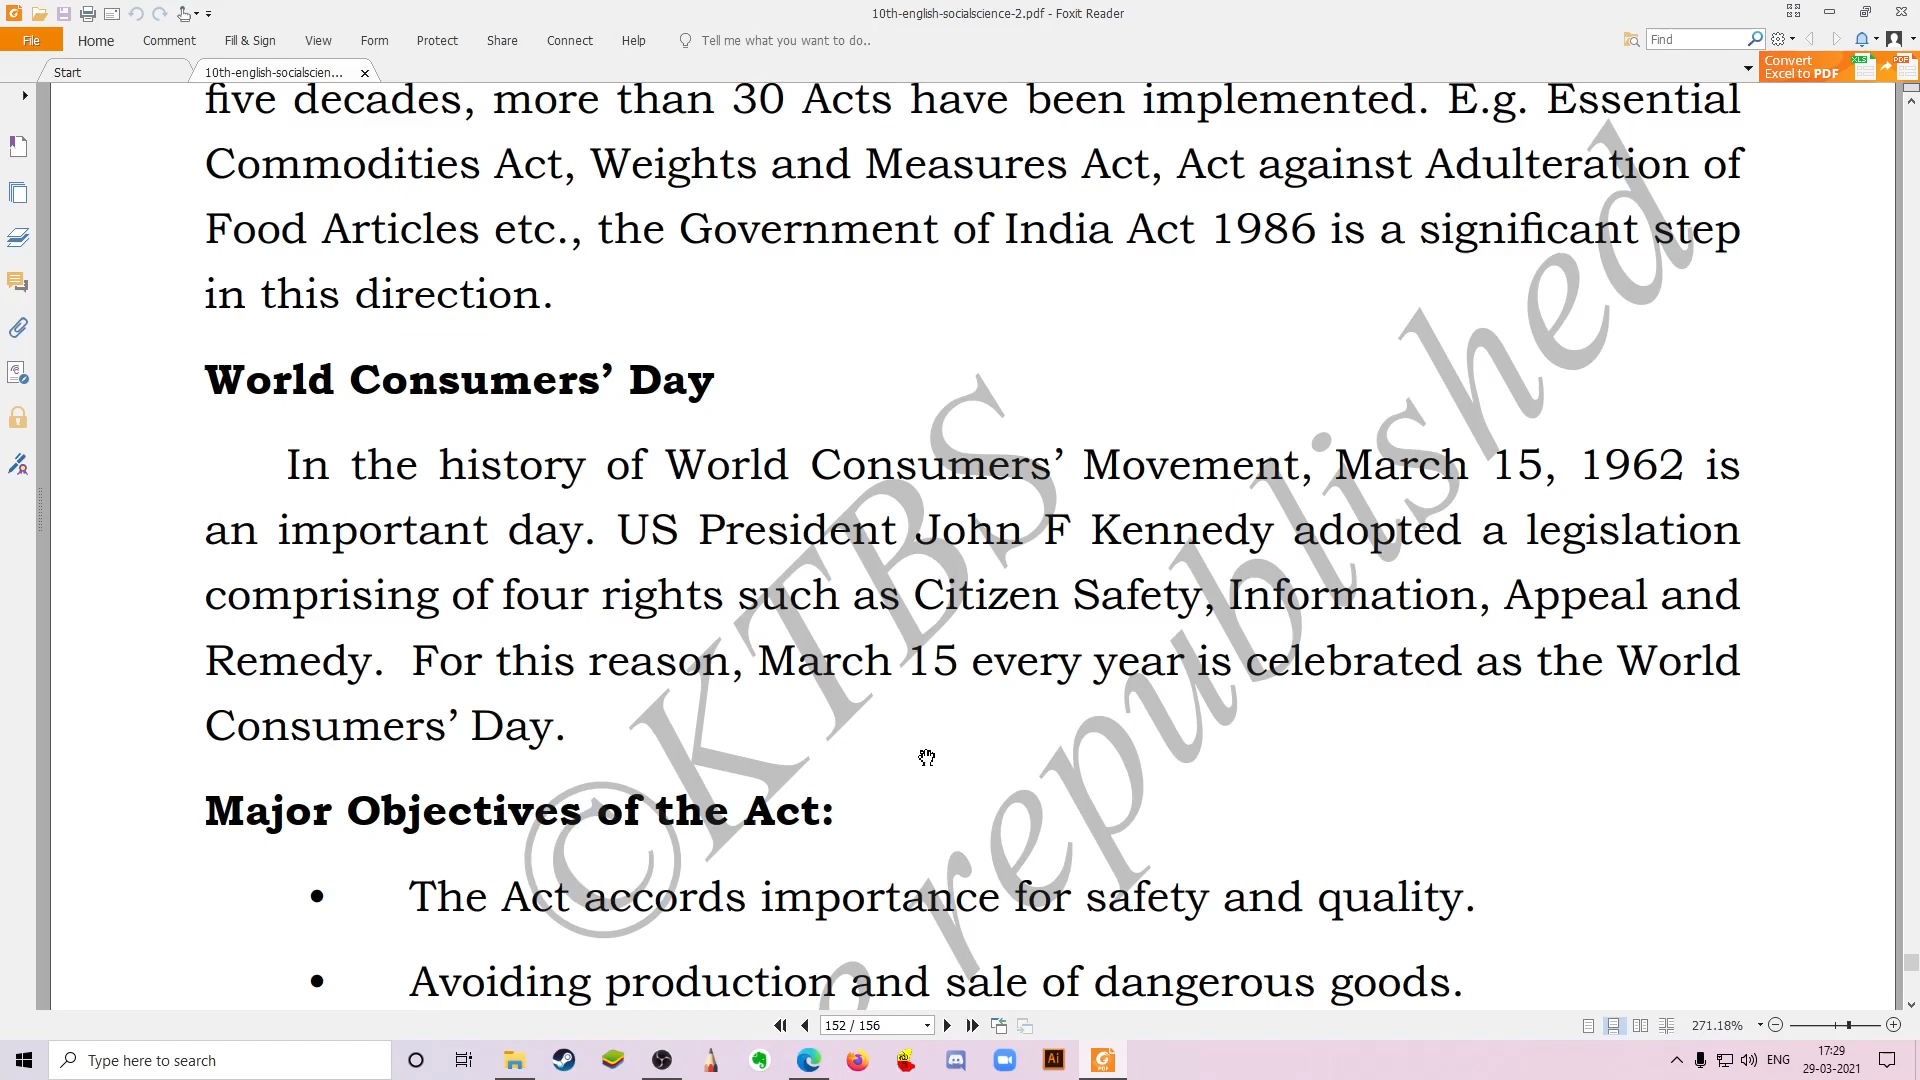 10th-english-socialscience-2.pdf - Foxit Reader
File Home Comment Fill & Sign View Form Protect Share Connect Help Tell me what you want to do.. Find
Start 10th-english-socialscien... Convert
Excel to PDF
five decades, more than 30 Acts have been implemented. E.g. Essential
Commodities Act, Weights and Measures Act, Act against Adulteration of
Food Articles etc., the Government of India Act 1986 is a significant step
in this direction.
World Consumers’ Day
In the history of World Consumers’ Movement, March 15, 1962 is
an important day. US President John F Kennedy adopted a legislation
comprising of four rights such as Citizen Safety, Information, Appeal and
Remedy. For this reason, March 15 every year is celebrated as the World
Consumers’ Day.
Major Objectives of the Act:
• The Act accords importance for safety and quality.
• Avoiding production and sale of dangerous goods.
©KTBS
republished
152 / 156 271.18%
Type here to search Ai ENG 17:29
29-03-2021